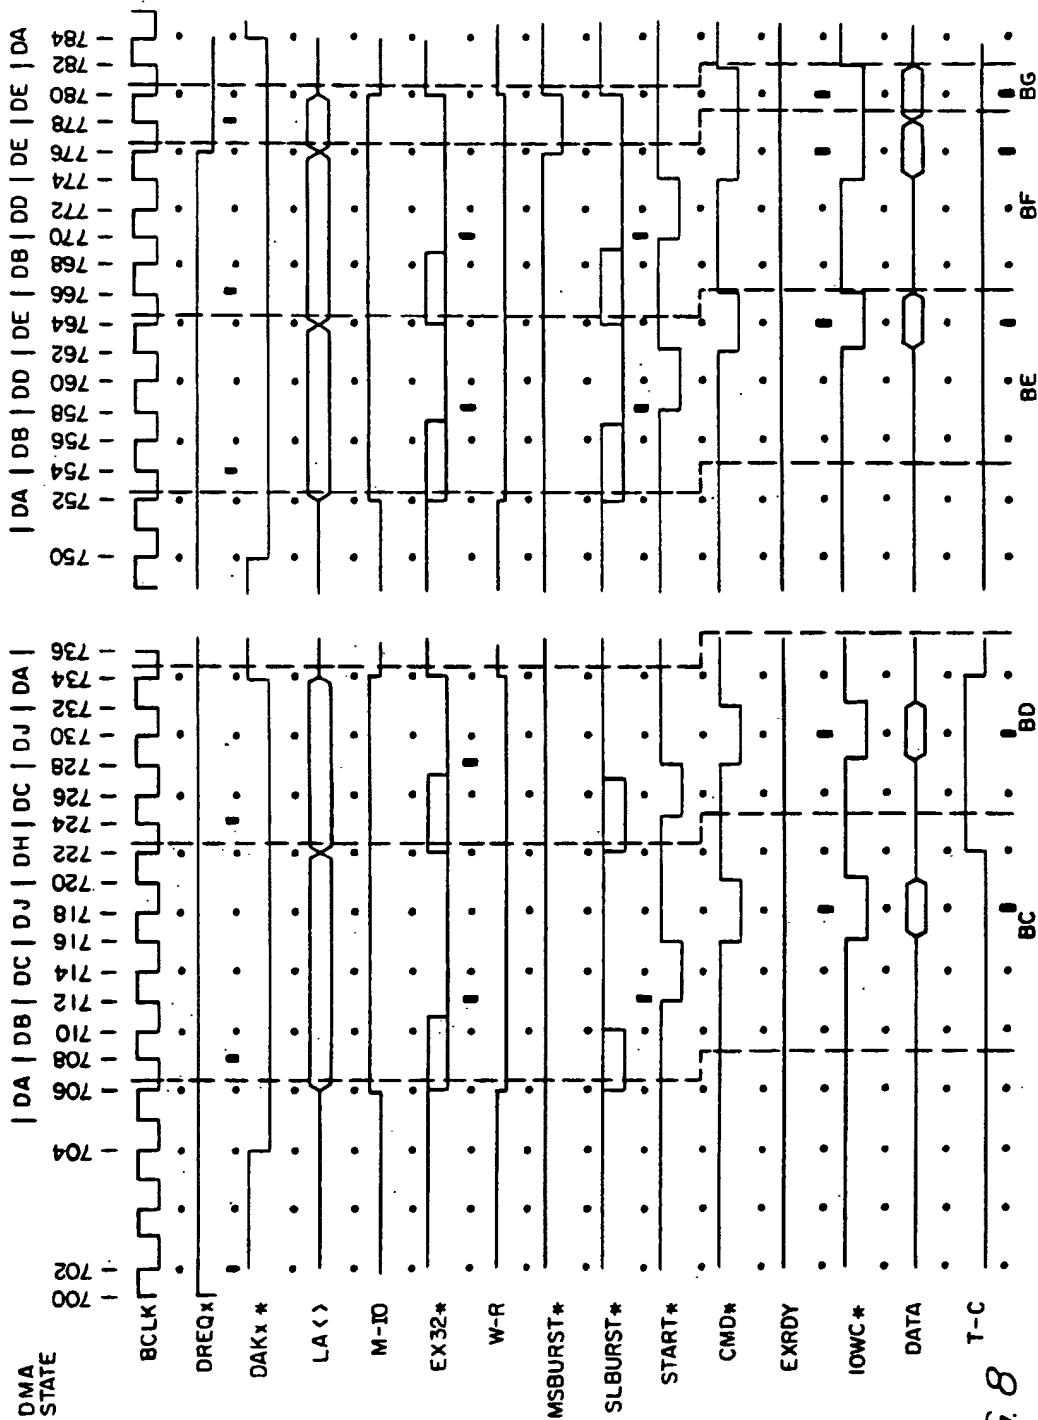 DMA STATE
| DA | DB | DC | DJ | DH | DC | DJ | DA |
| DA | DB | DD | DE | DB | DD | DE | DE | DA
700 702 704 706 708 710 712 714 716 718 720 722 724 726 728 730 732 734 736
750 752 754 756 758 760 762 764 766 768 770 772 774 776 778 780 782 784
BCLK
DREQx
DAKx*
LA<>
M-IO
EX32*
W-R
MSBURST*
SLBURST*
START*
CMD*
EXRDY
IOWC*
DATA
T-C
BC BD BE BF BG
8